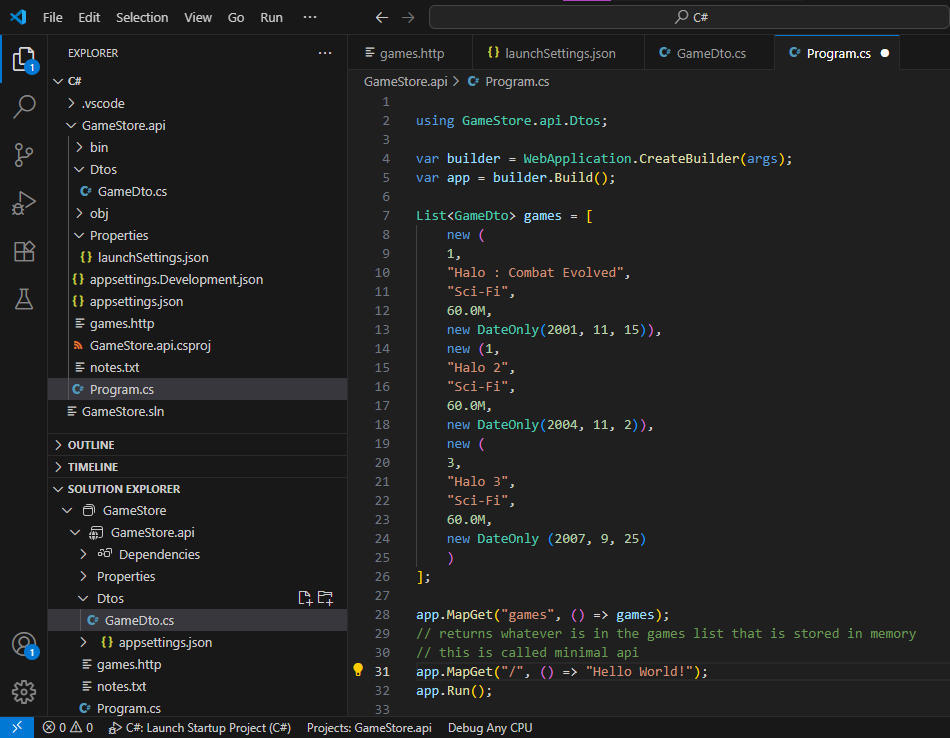 File Edit Selection View Go Run ··· ← → C#
EXPLORER ···
games.http launchSettings.json GameDto.cs Program.cs
C#
GameStore.api > Program.cs
.vscode
GameStore.api
bin
Dtos
GameDto.cs
obj
Properties
launchSettings.json
appsettings.Development.json
appsettings.json
games.http
GameStore.api.csproj
notes.txt
Program.cs
GameStore.sln
OUTLINE
TIMELINE
SOLUTION EXPLORER
GameStore
GameStore.api
Dependencies
Properties
Dtos
GameDto.cs
appsettings.json
games.http
notes.txt
Program.cs
1
1
1
2 using GameStore.api.Dtos;
3
4 var builder = WebApplication.CreateBuilder(args);
5 var app = builder.Build();
6
7 List<GameDto> games = [
8 new (
9 1,
10 "Halo : Combat Evolved",
11 "Sci-Fi",
12 60.0M,
13 new DateOnly(2001, 11, 15)),
14 new (1,
15 "Halo 2",
16 "Sci-Fi",
17 60.0M,
18 new DateOnly(2004, 11, 2)),
19 new (
20 3,
21 "Halo 3",
22 "Sci-Fi",
23 60.0M,
24 new DateOnly (2007, 9, 25)
25 )
26 ];
27
28 app.MapGet("games", () => games);
29 // returns whatever is in the games list that is stored in memory
30 // this is called minimal api
31 app.MapGet("/", () => "Hello World!");
32 app.Run();
33
0 0 C#: Launch Startup Project (C#) Projects: GameStore.api Debug Any CPU